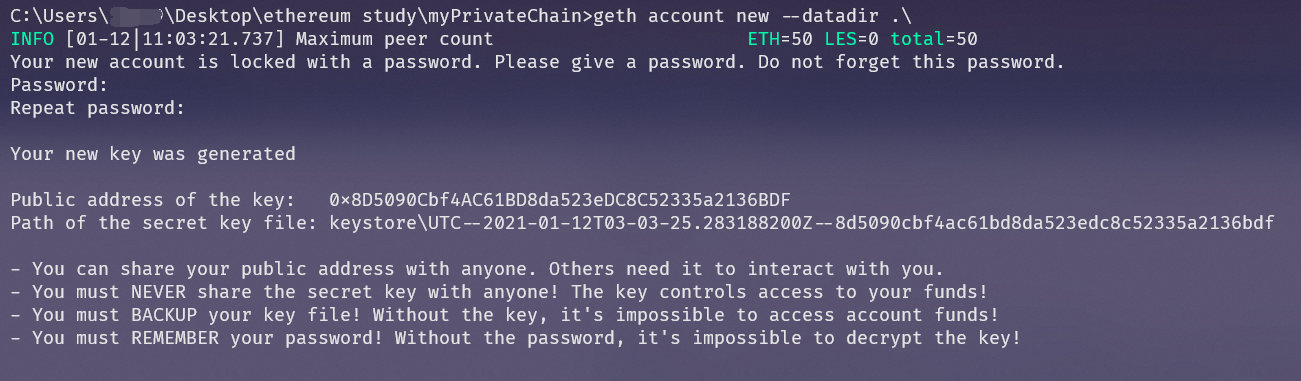 C:\Users\ \Desktop\ethereum study\myPrivateChain>geth account new --datadir .\
INFO [01-12|11:03:21.737] Maximum peer count ETH=50 LES=0 total=50
Your new account is locked with a password. Please give a password. Do not forget this password.
Password:
Repeat password:
Your new key was generated
Public address of the key: 0x8D5090Cbf4AC61BD8da523eDC8C52335a2136BDF
Path of the secret key file: keystore\UTC--2021-01-12T03-03-25.283188200Z--8d5090cbf4ac61bd8da523edc8c52335a2136bdf
- You can share your public address with anyone. Others need it to interact with you.
- You must NEVER share the secret key with anyone! The key controls access to your funds!
- You must BACKUP your key file! Without the key, it's impossible to access account funds!
- You must REMEMBER your password! Without the password, it's impossible to decrypt the key!